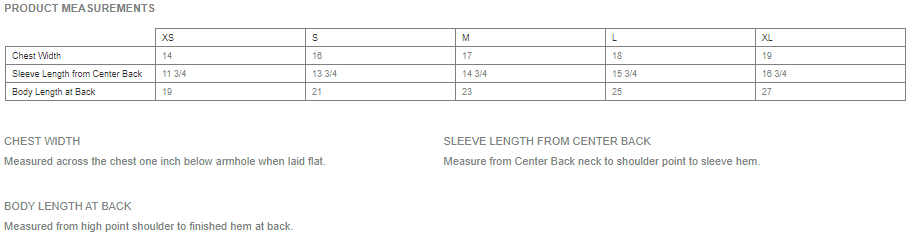 PRODUCT MEASUREMENTS
XS S M L XL
Chest Width 14 16 17 18 19
Sleeve Length from Center Back 11 3/4 13 3/4 14 3/4 15 3/4 16 3/4
Body Length at Back 19 21 23 25 27
CHEST WIDTH
Measured across the chest one inch below armhole when laid flat.
SLEEVE LENGTH FROM CENTER BACK
Measure from Center Back neck to shoulder point to sleeve hem.
BODY LENGTH AT BACK
Measured from high point shoulder to finished hem at back.